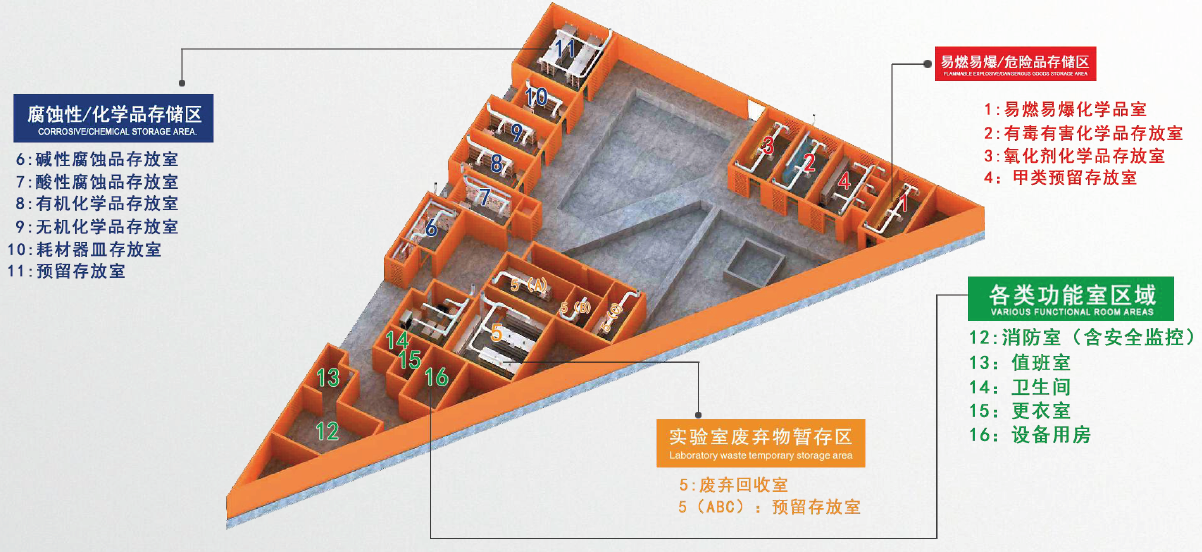 腐蚀性/化学品存储区
CORROSIVE/CHEMICAL STORAGE AREA.
6:碱性腐蚀品存放室
7:酸性腐蚀品存放室
8:有机化学品存放室
9:无机化学品存放室
10:耗材器皿存放室
11:预留存放室
易燃易爆/危险品存储区
FLAMMABLE EXPLOSIVE/DANGEROUS GOODS STORAGE AREA
1:易燃易爆化学品室
2:有毒有害化学品存放室
3:氧化剂化学品存放室
4: 甲类预留存放室
各类功能室区域
VARIOUS FUNCTIONAL ROOM AREAS
12:消防室（含安全监控）
13: 值班室
14: 卫生间
15: 更衣室
16: 设备用房
实验室废弃物暂存区
Laboratory waste temporary storage area
5:废弃回收室
5（ABC）: 预留存放室
11
10
9
8
7
6
3
2
4
1
5（A）
5（B）
5
14
15
16
13
12